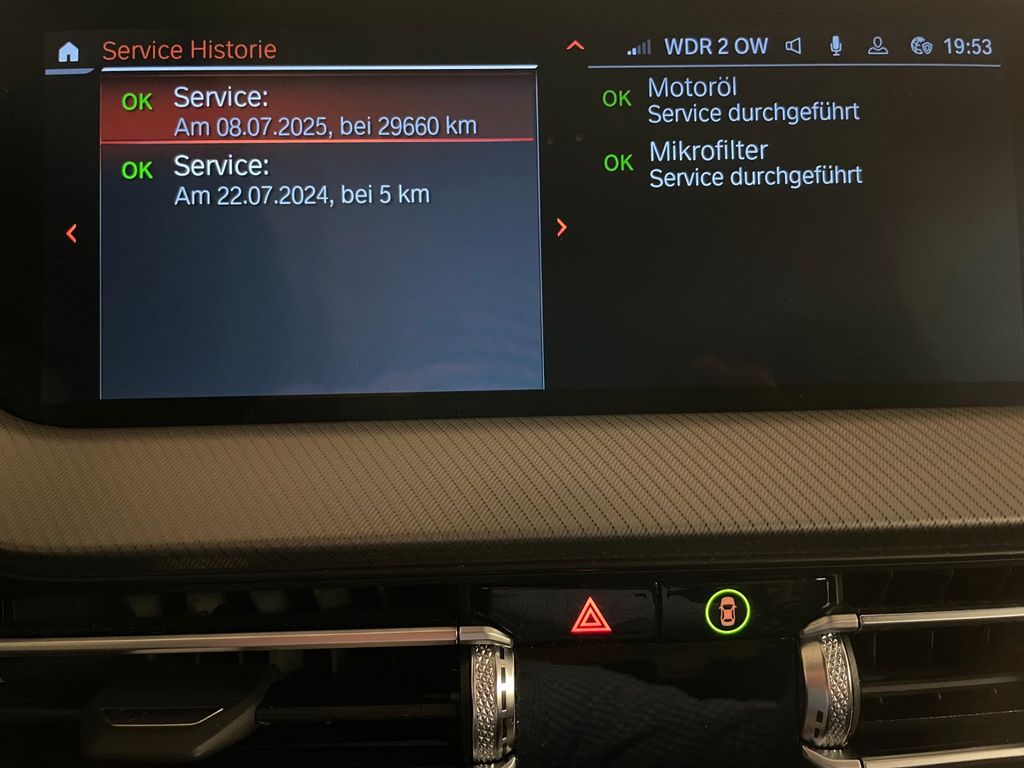 Service Historie
WDR 2 OW 19:53
OK Service:
Am 08.07.2025, bei 29660 km
OK Service:
Am 22.07.2024, bei 5 km
OK Motoröl
Service durchgeführt
OK Mikrofilter
Service durchgeführt